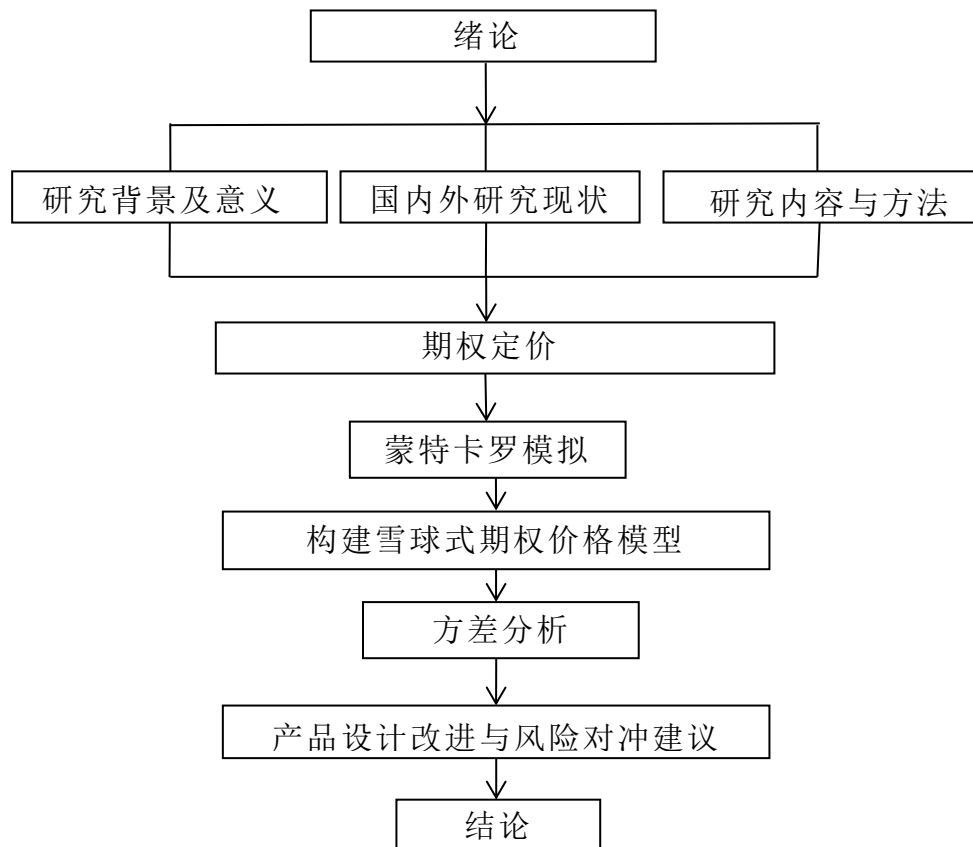 绪论
研究背景及意义
国内外研究现状
研究内容与方法
期权定价
蒙特卡罗模拟
构建雪球式期权价格模型
方差分析
产品设计改进与风险对冲建议
结论